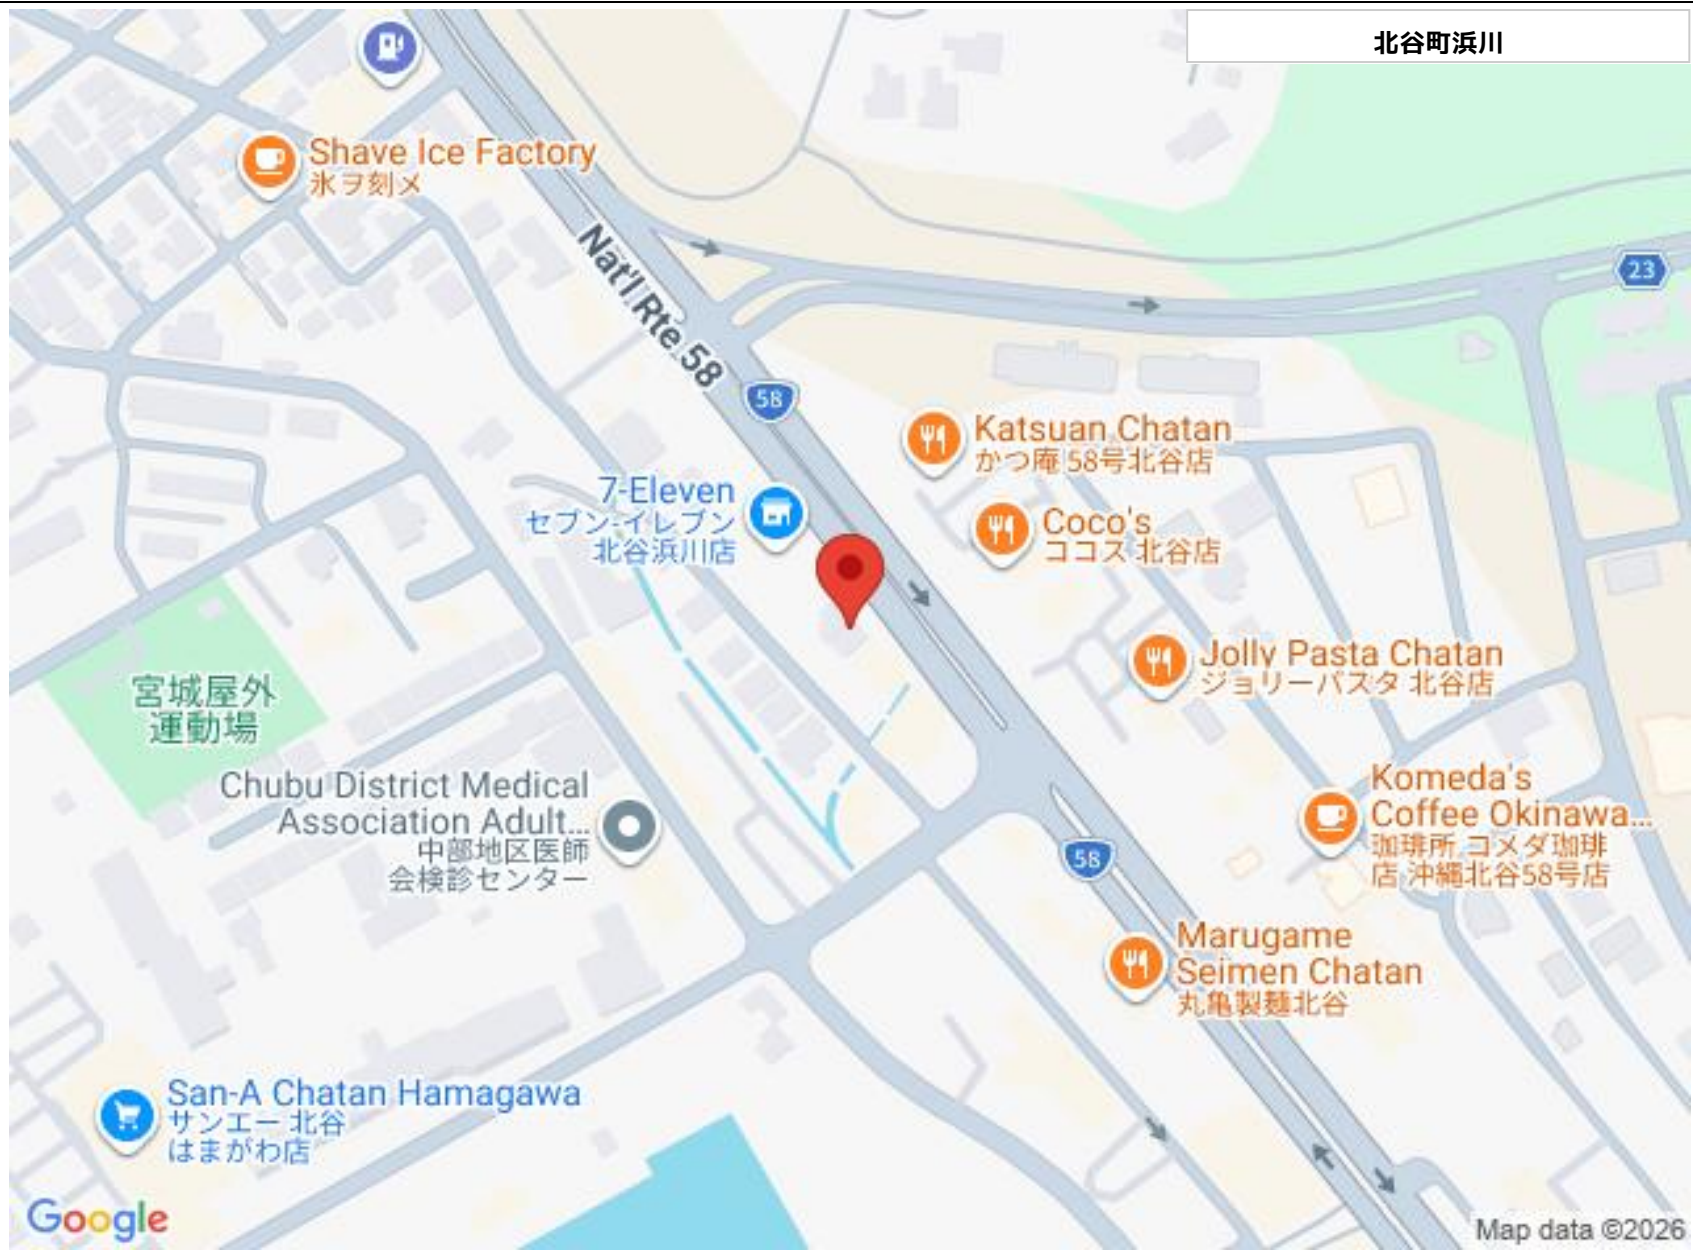 北谷町浜川
Shave Ice Factory
氷ヲ刻メ
Nat'l Rte 58
23
58
Katsuan Chatan
かつ庵 58号北谷店
7-Eleven
セブン-イレブン
北谷浜川店
Coco's
ココス 北谷店
Jolly Pasta Chatan
ジョリーパスタ 北谷店
宮城屋外
運動場
Chubu District Medical
Association Adult...
中部地区医師
会検診センター
Komeda's
Coffee Okinawa...
珈琲所 コメダ珈琲
店 沖縄北谷58号店
58
Marugame
Seimen Chatan
丸亀製麺北谷
San-A Chatan Hamagawa
サンエー 北谷
はまがわ店
Google
Map data ©2026